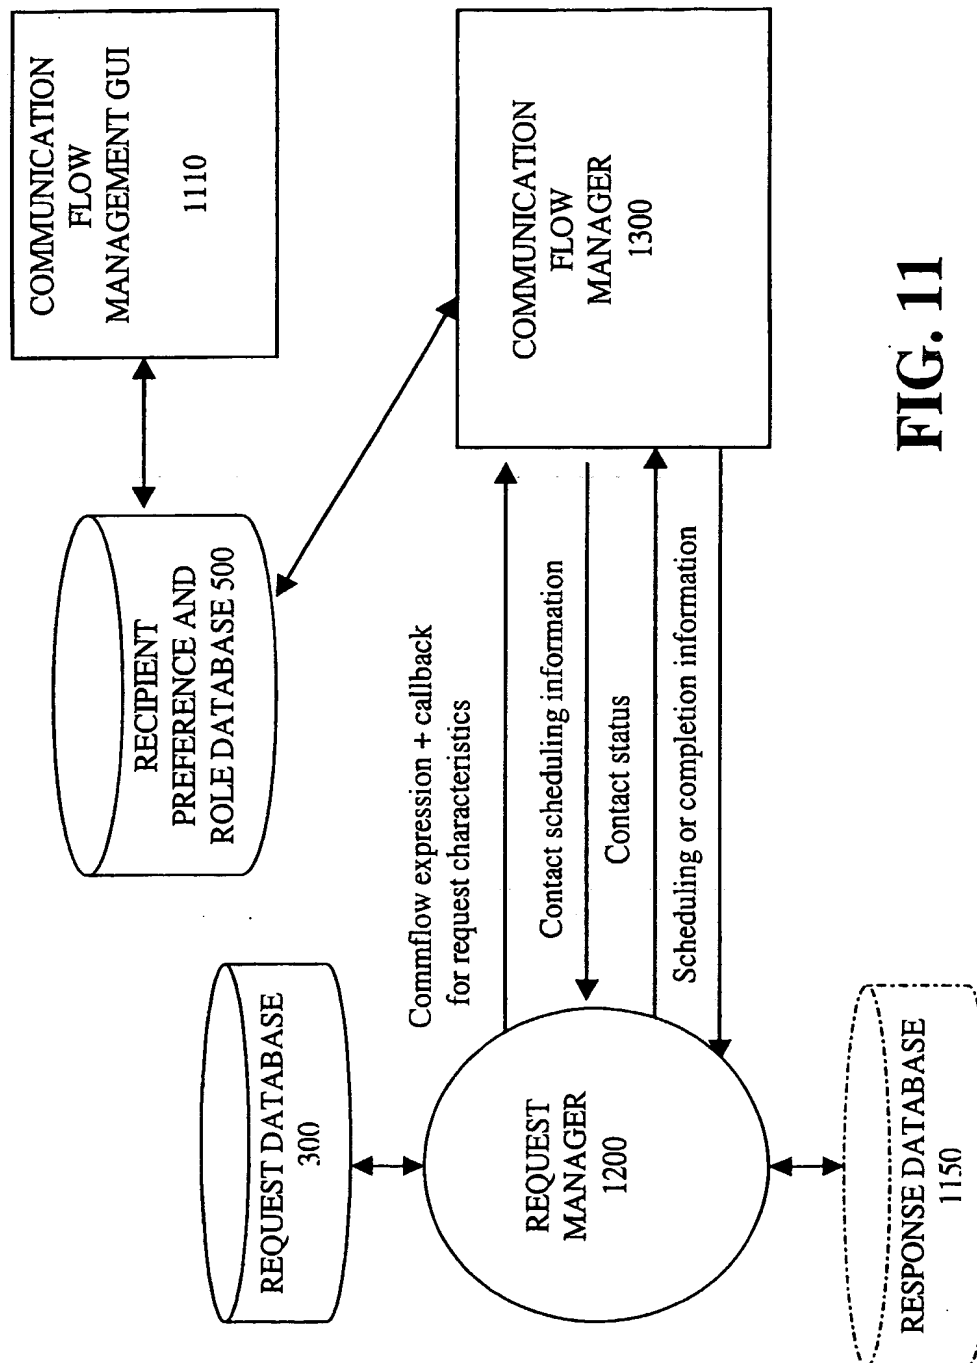 REQUEST DATABASE
300
RECIPIENT
PREFERENCE AND
ROLE DATABASE 500
COMMUNICATION
FLOW
MANAGEMENT GUI
1110
Commflow expression + callback
for request characteristics
Contact scheduling information
Contact status
Scheduling or completion information
REQUEST
MANAGER
1200
COMMUNICATION
FLOW
MANAGER
1300
RESPONSE DATABASE
1150
FIG. 11